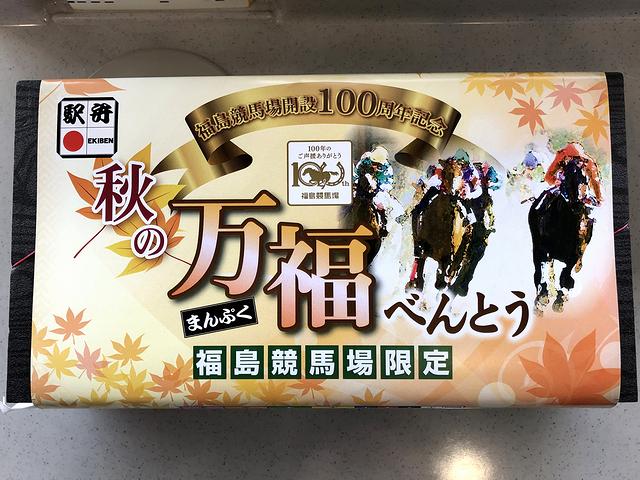 福島競馬場開設100周年記念
駅弁
EKIBEN
100年の
ご声援ありがとう
100th
福島競馬場
秋の
万福
まんぷく
べんとう
福島競馬場限定